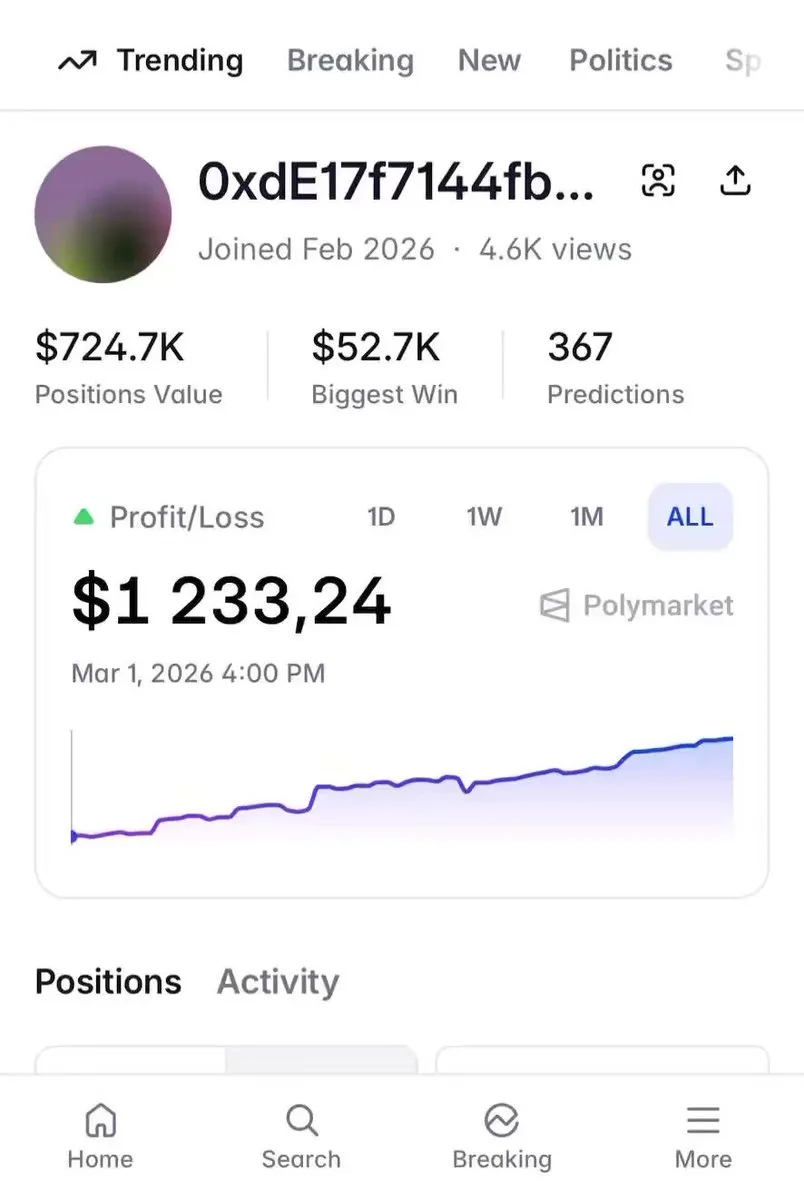 Trending Breaking New Politics Sp
0xdE17f7144fb...
Joined Feb 2026 · 4.6K views
$724.7K $52.7K 367
Positions Value Biggest Win Predictions
Profit/Loss 1D 1W 1M ALL
$1 233,24 Polymarket
Mar 1, 2026 4:00 PM
Positions Activity
Home Search Breaking More